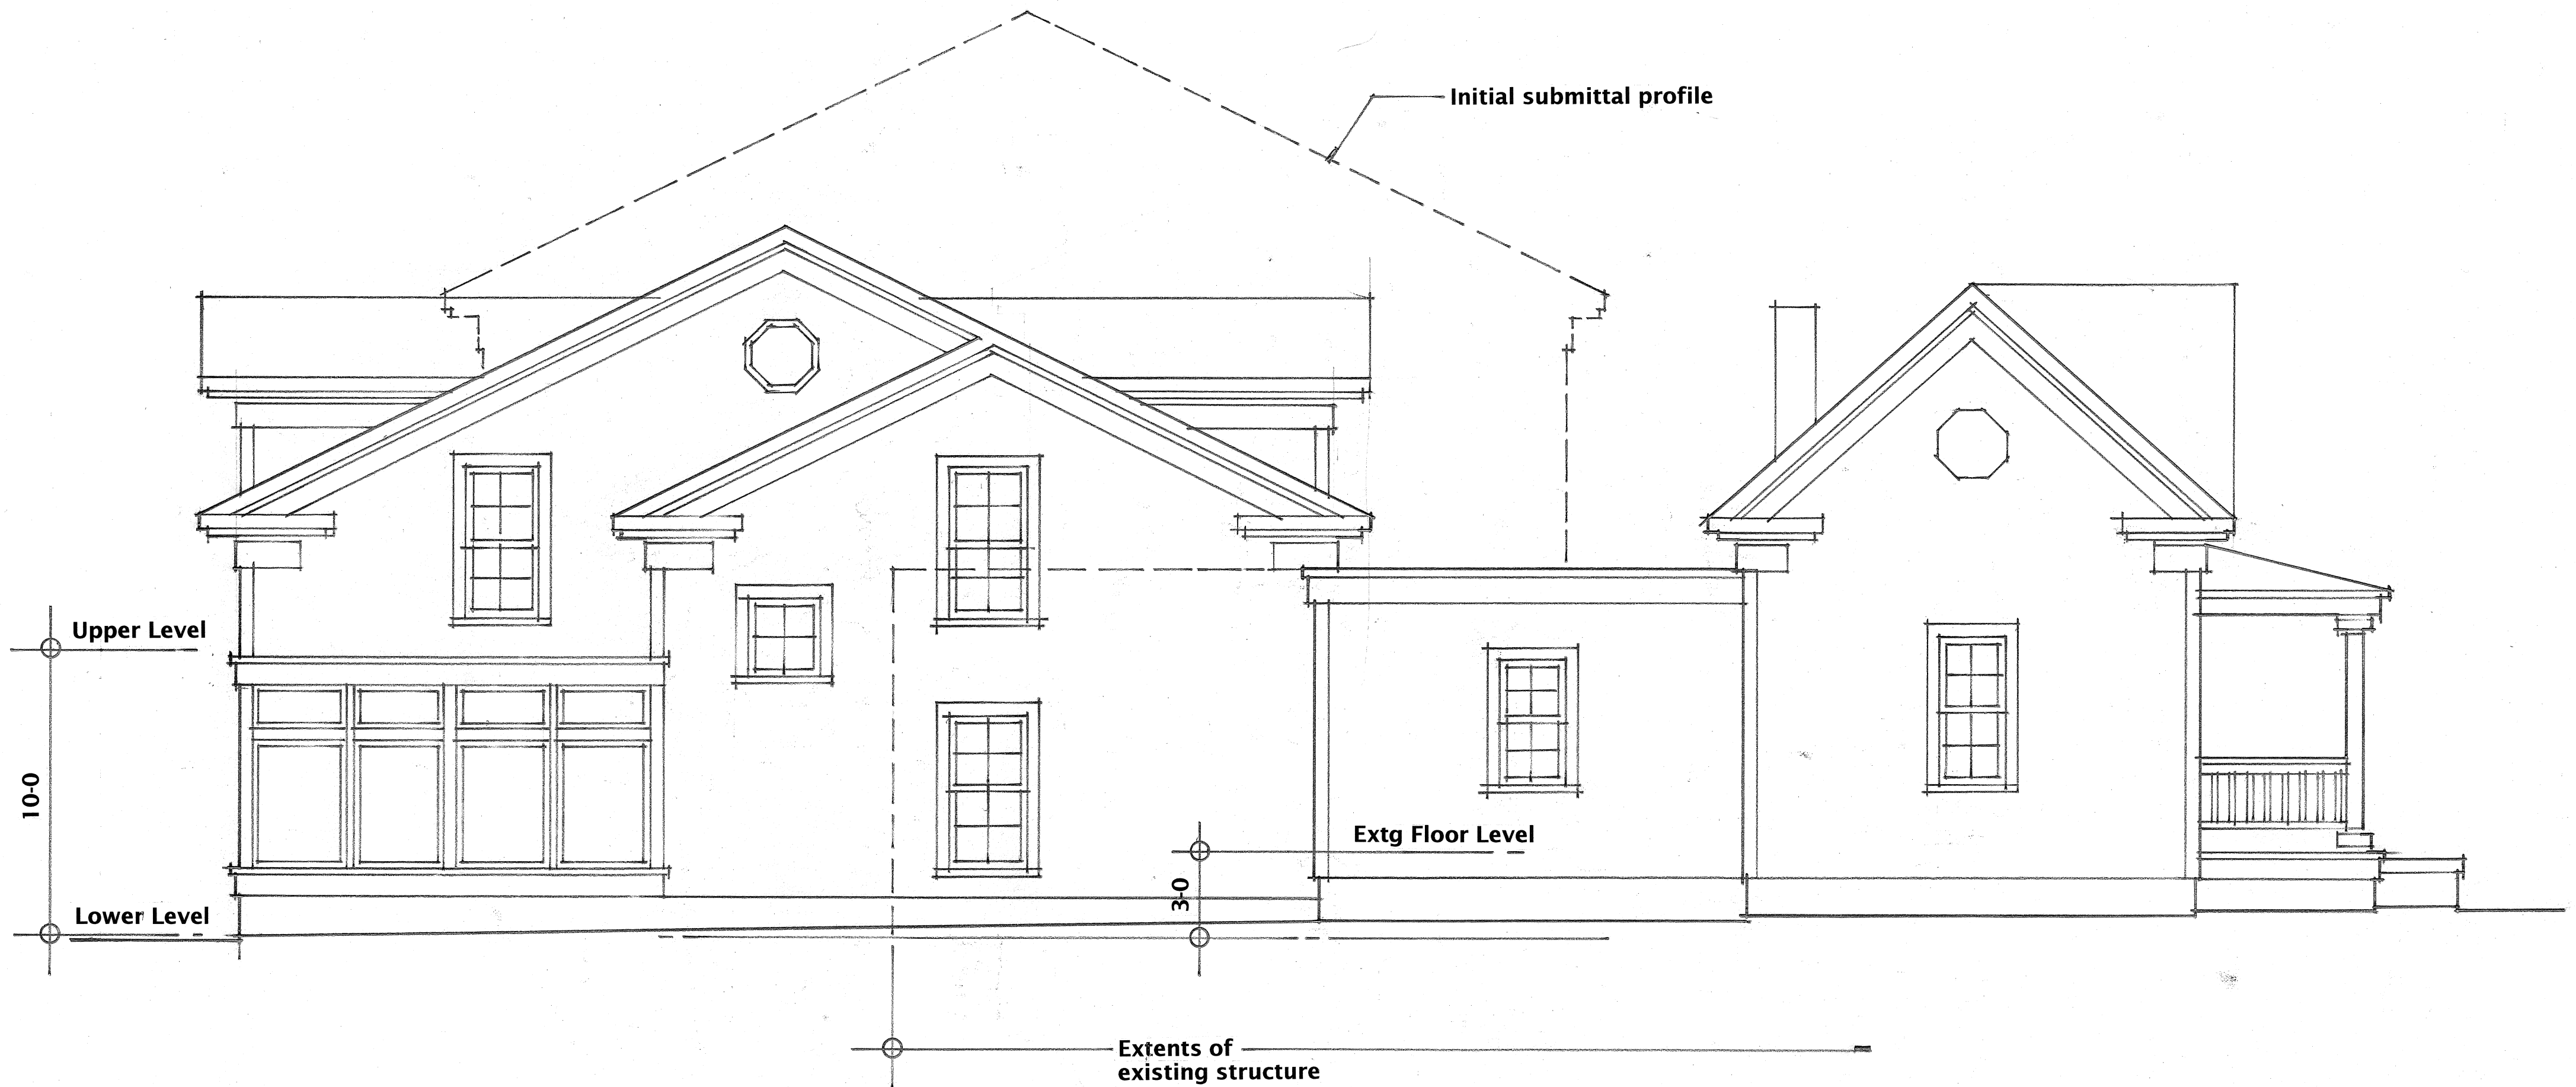 Initial submittal profile
Upper Level
10-0
Extg Floor Level
3-0
Lower Level
Extents of
existing structure